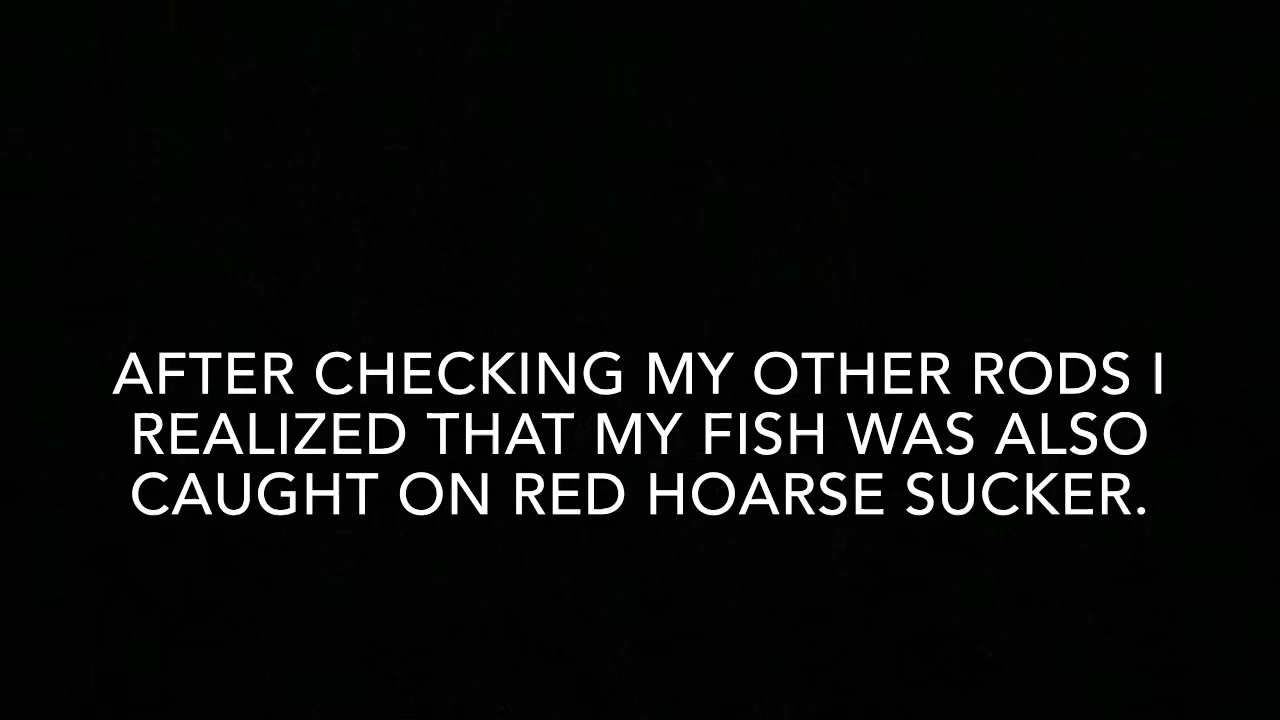 AFTER CHECKING MY OTHER RODS I
REALIZED THAT MY FISH WAS ALSO
CAUGHT ON RED HOARSE SUCKER.